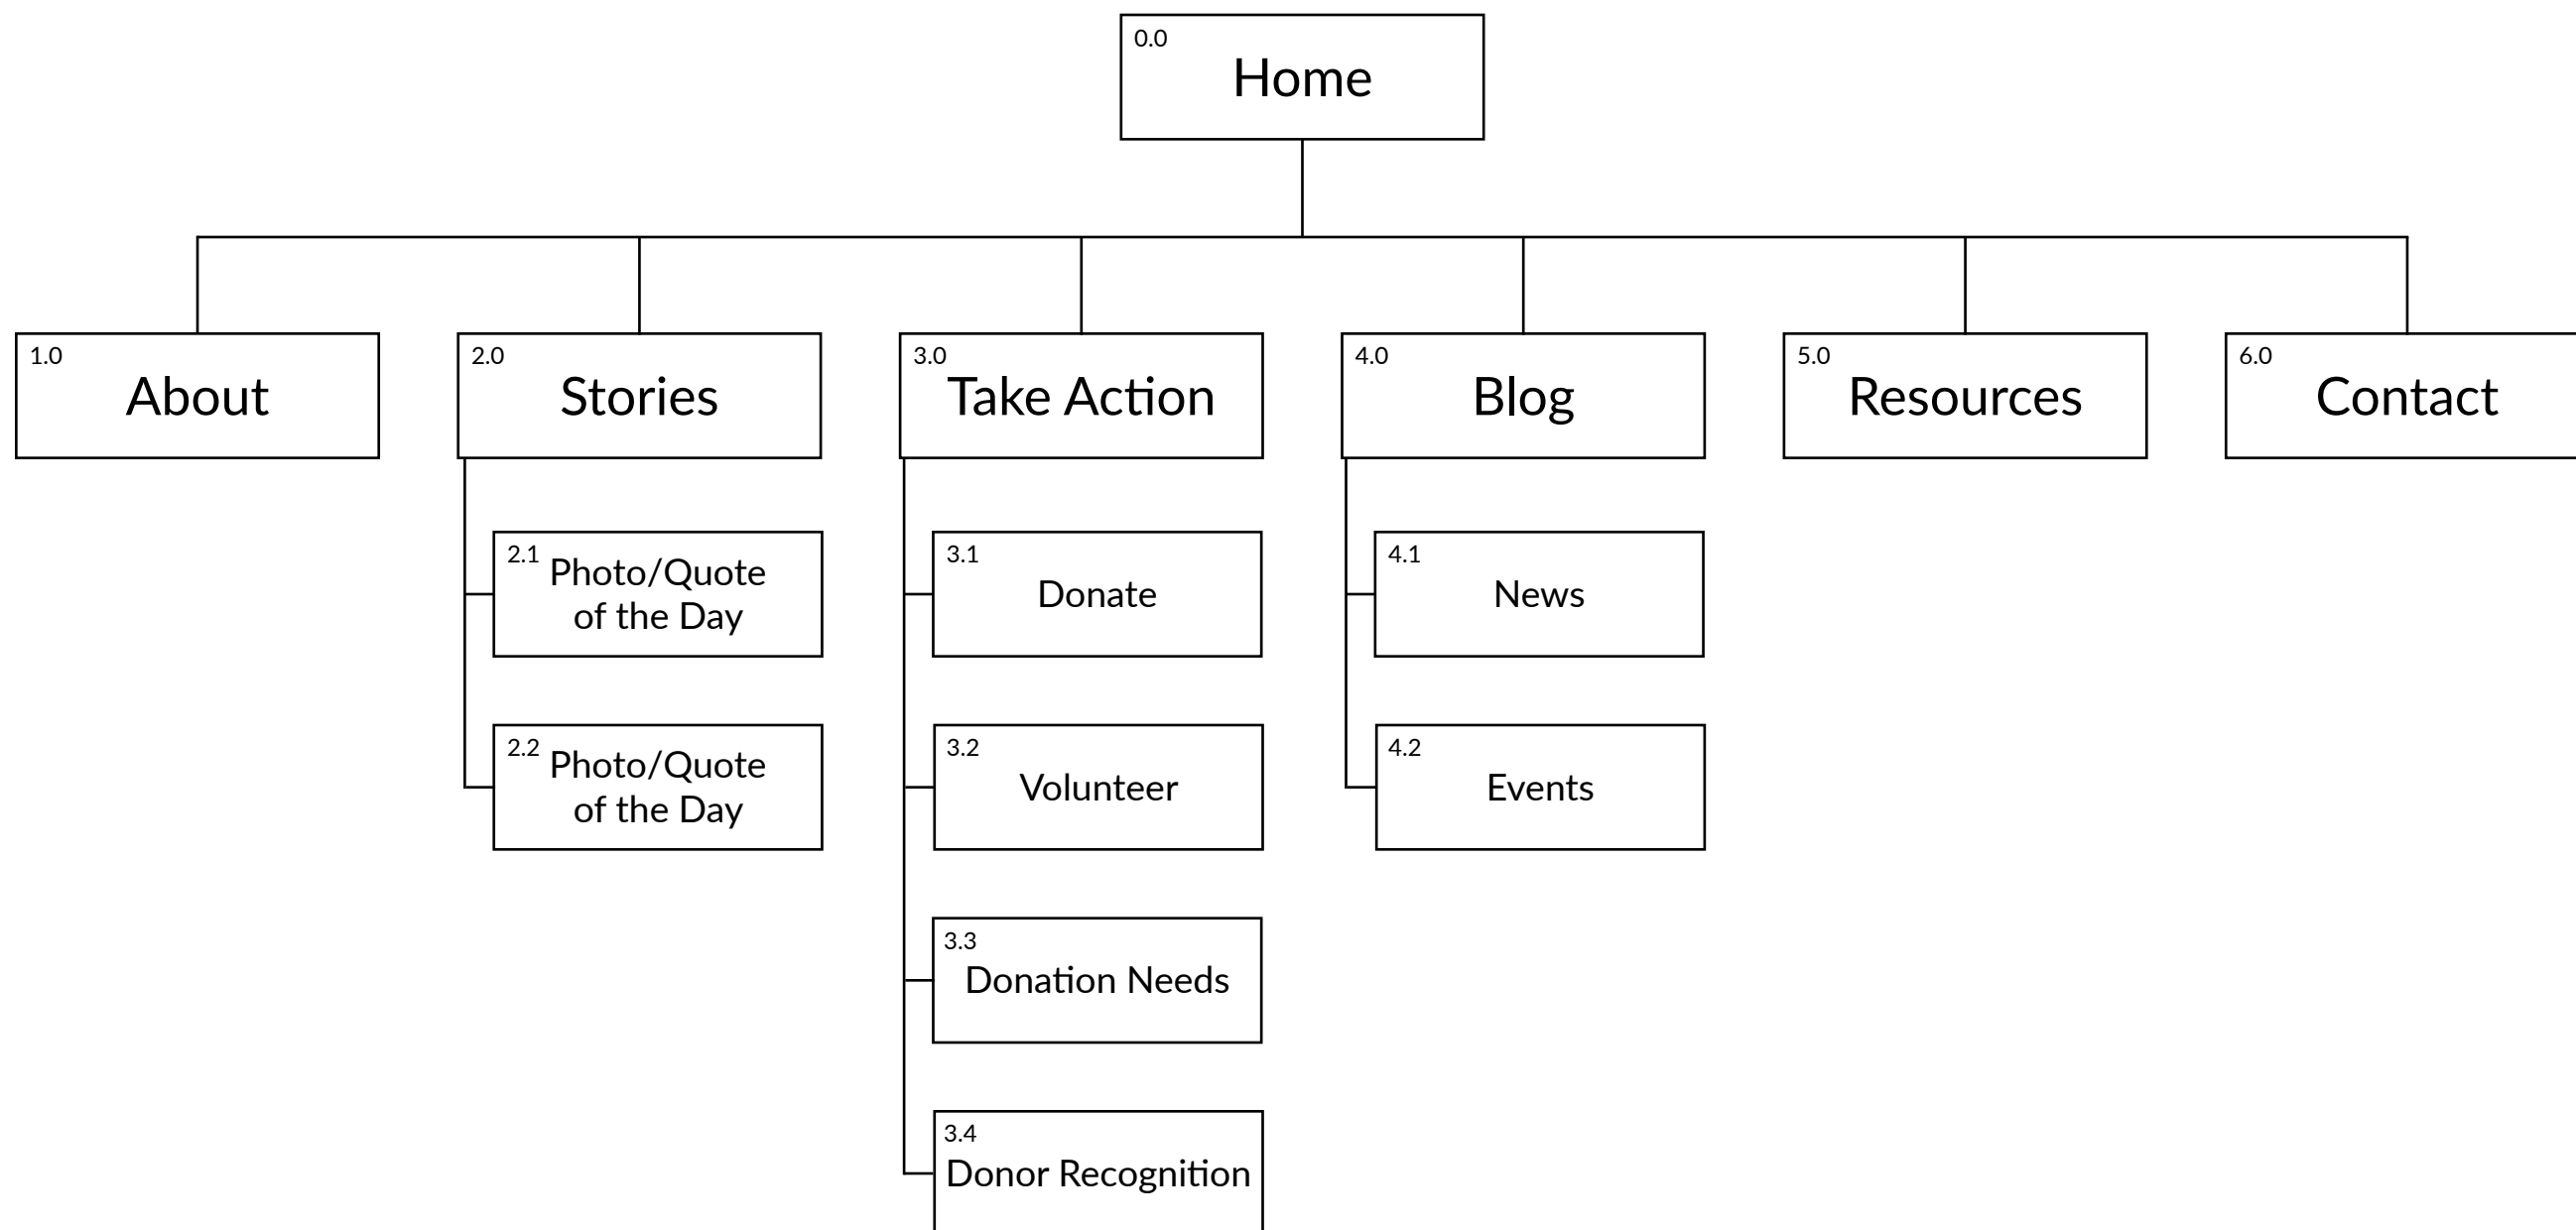 0.0
Home
1.0
About
2.0
Stories
3.0
Take Action
4.0
Blog
5.0
Resources
6.0
Contact
2.1
Photo/Quote
of the Day
2.2
Photo/Quote
of the Day
3.1
Donate
3.2
Volunteer
3.3
Donation Needs
3.4
Donor Recognition
4.1
News
4.2
Events